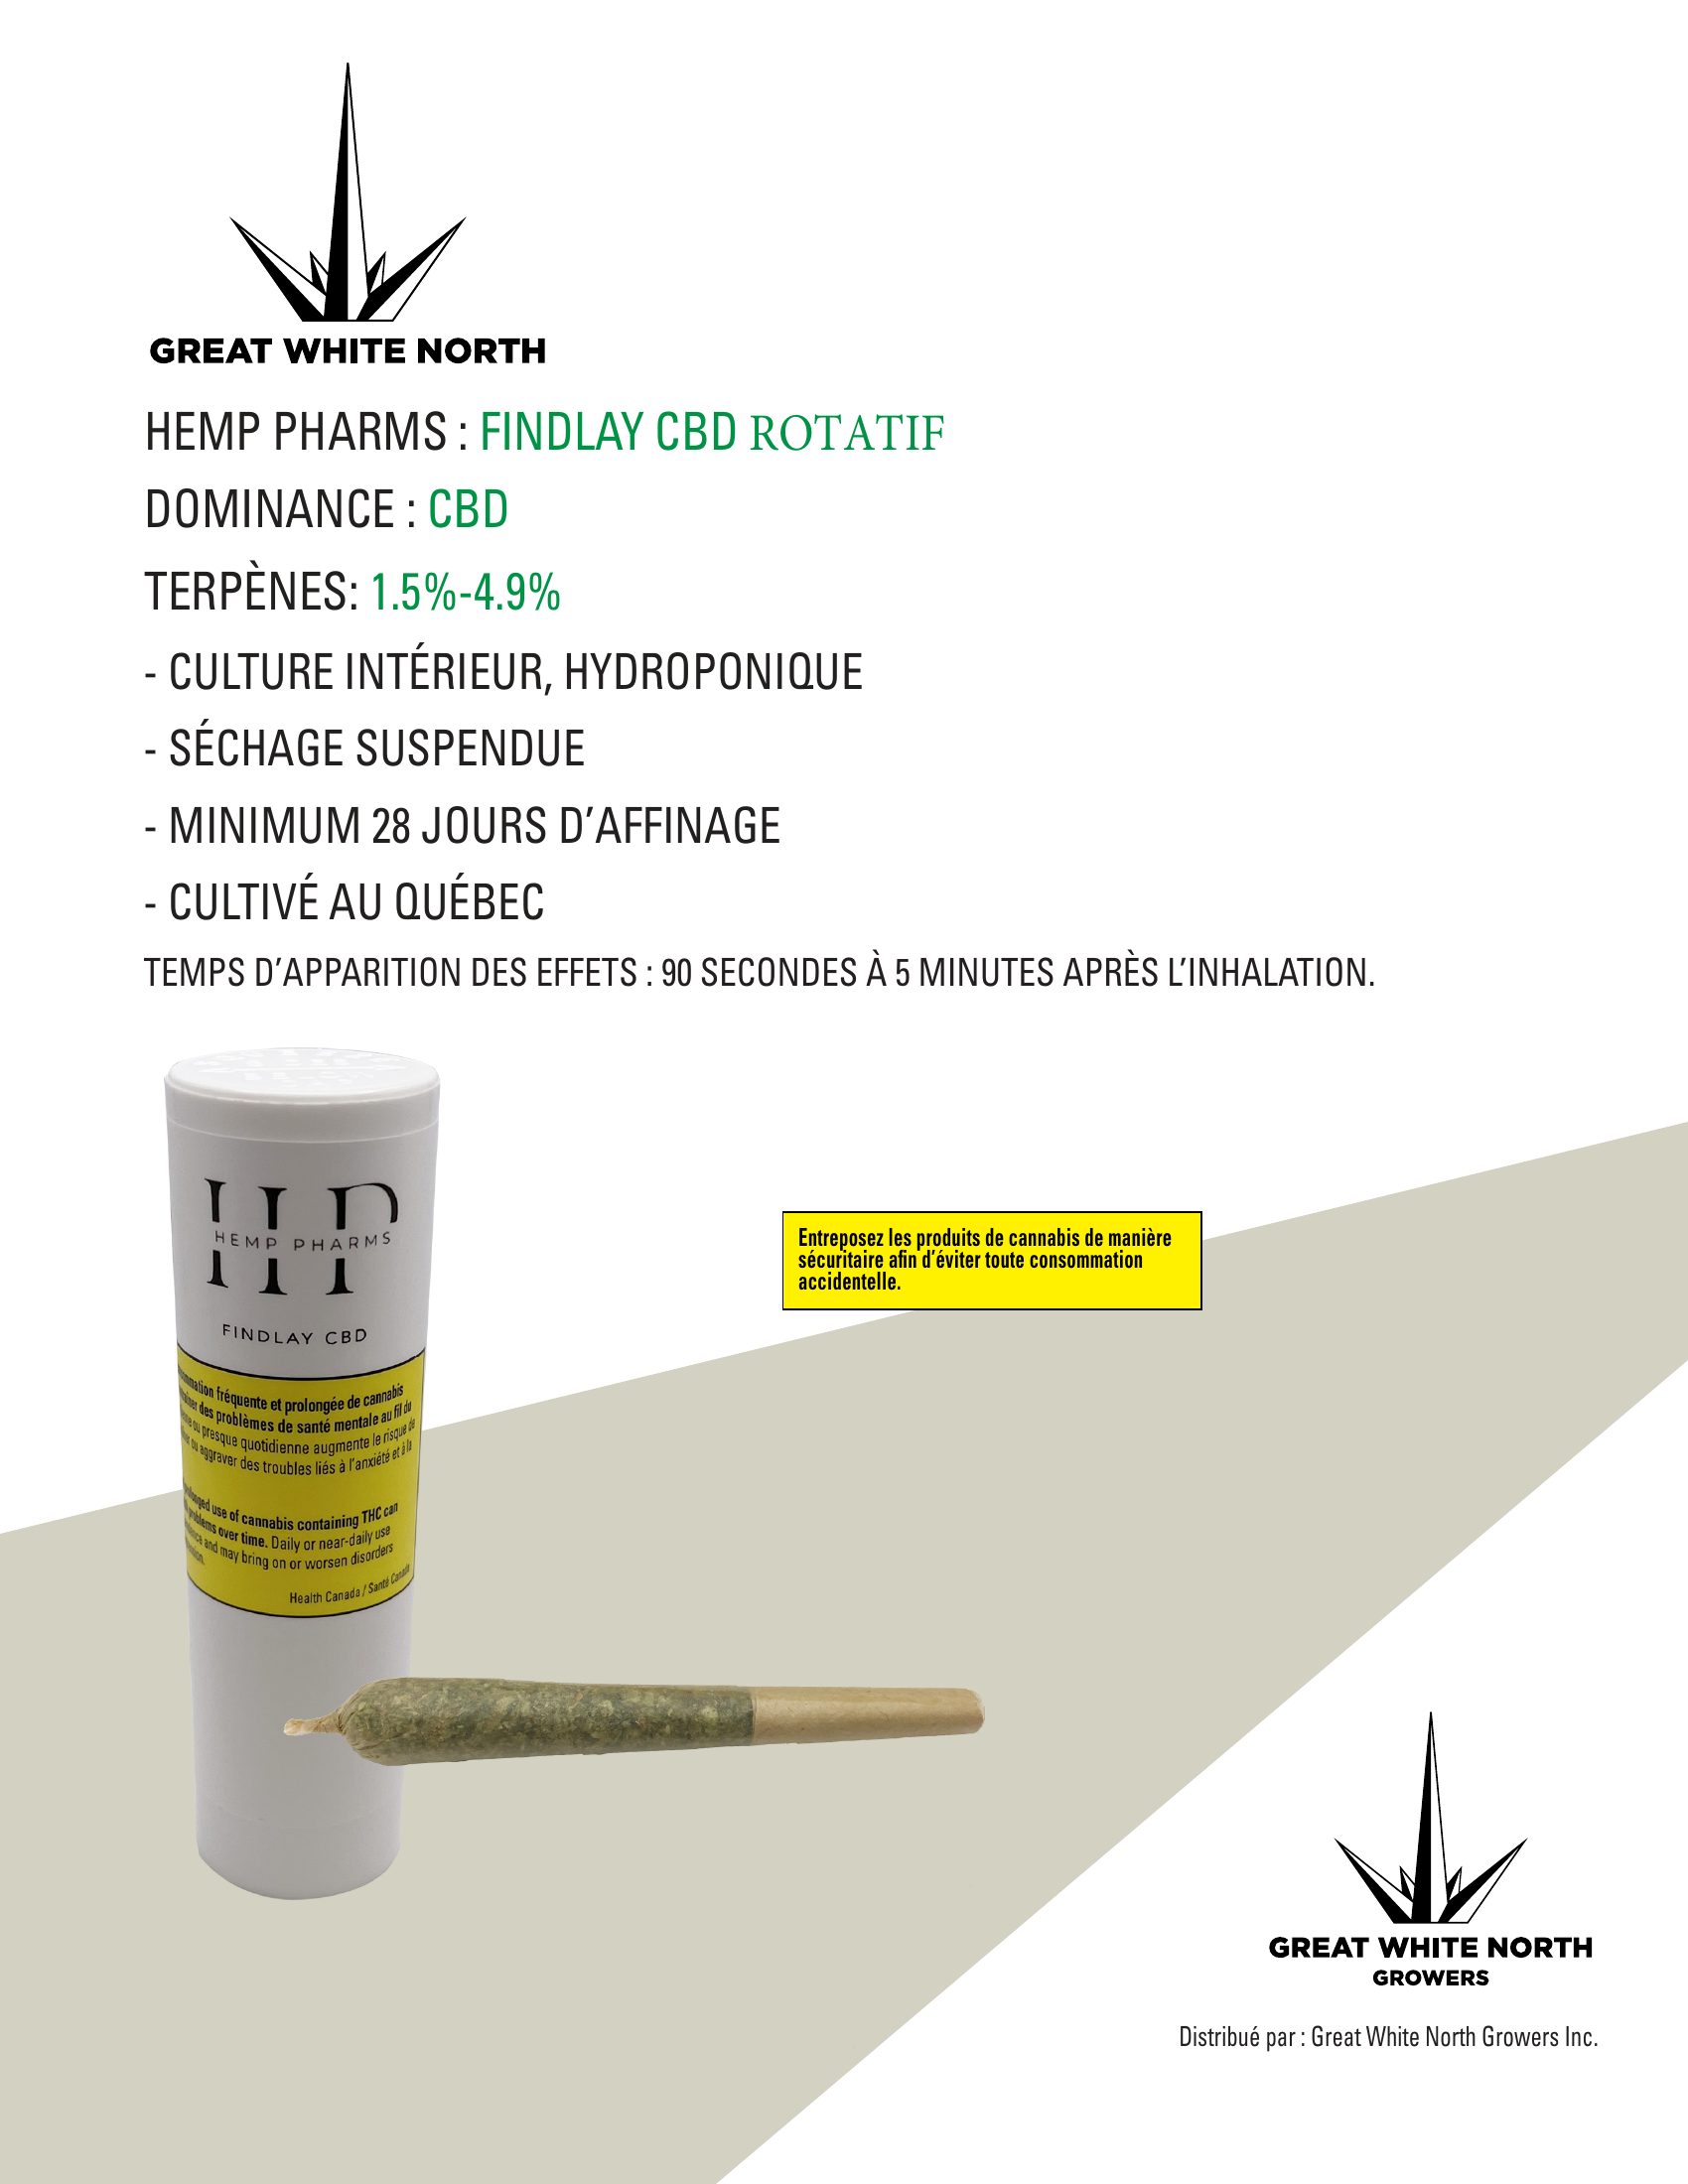 GREAT WHITE NORTH
HEMP PHARMS : FINDLAY CBD ROTATIF
DOMINANCE : CBD
TERPÈNES: 1.5%-4.9%
- CULTURE INTÉRIEUR, HYDROPONIQUE
- SÉCHAGE SUSPENDUE
- MINIMUM 28 JOURS D’AFFINAGE
- CULTIVÉ AU QUÉBEC
TEMPS D’APPARITION DES EFFETS : 90 SECONDES À 5 MINUTES APRÈS L’INHALATION.
HP
HEMP PHARMS
FINDLAY CBD
fréquente et prolongée de cannabis
des problèmes de santé mentale au fil du
ou presque quotidienne augmente le risque de
ou aggraver des troubles liés à l’anxiété et à la
use of cannabis containing THC can
problems over time. Daily or near-daily use
and may bring on or worsen disorders
Health Canada / Santé Canada
Entreposez les produits de cannabis de manière
sécuritaire afin d’éviter toute consommation
accidentelle.
GREAT WHITE NORTH
GROWERS
Distribué par : Great White North Growers Inc.